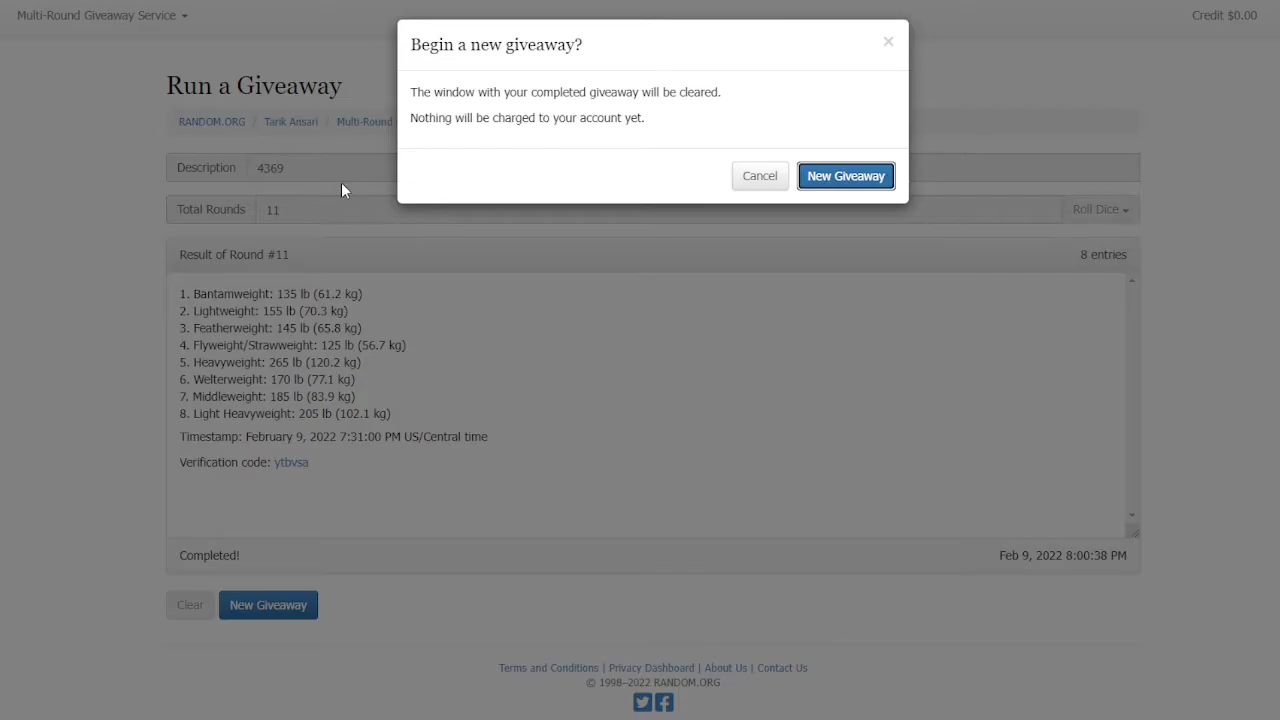 Multi-Round Giveaway Service
Credit $0.00
Begin a new giveaway?
×
The window with your completed giveaway will be cleared.
Nothing will be charged to your account yet.
Cancel
New Giveaway
Run a Giveaway
RANDOM.ORG / Tarik Ansari / Multi-Round
Description 4369
Total Rounds 11
Roll Dice
Result of Round #11
8 entries
1. Bantamweight: 135 lb (61.2 kg)
2. Lightweight: 155 lb (70.3 kg)
3. Featherweight: 145 lb (65.8 kg)
4. Flyweight/Strawweight: 125 lb (56.7 kg)
5. Heavyweight: 265 lb (120.2 kg)
6. Welterweight: 170 lb (77.1 kg)
7. Middleweight: 185 lb (83.9 kg)
8. Light Heavyweight: 205 lb (102.1 kg)
Timestamp: February 9, 2022 7:31:00 PM US/Central time
Verification code: ytbvsa
Completed!
Feb 9, 2022 8:00:38 PM
Clear
New Giveaway
Terms and Conditions | Privacy Dashboard | About Us | Contact Us
© 1998–2022 RANDOM.ORG